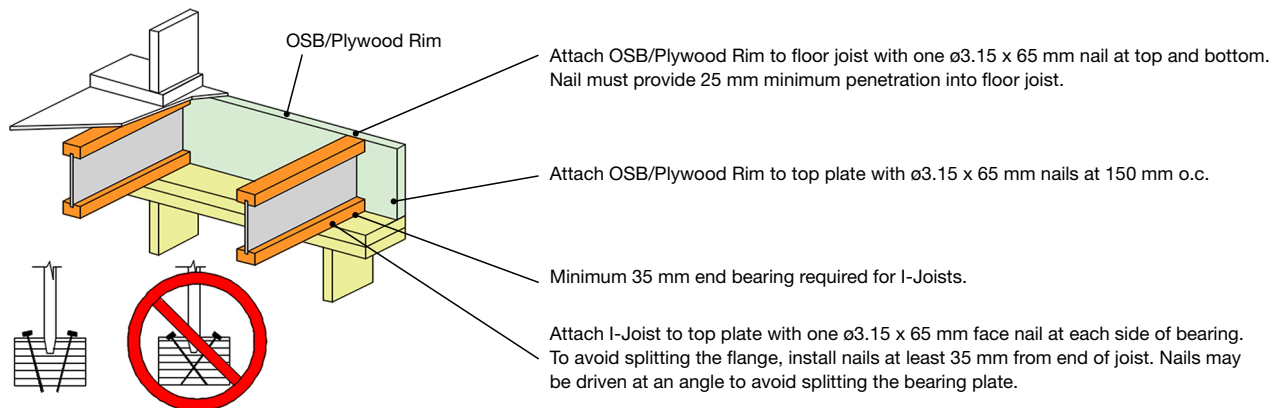 OSB/Plywood Rim
Attach OSB/Plywood Rim to floor joist with one ø3.15 x 65 mm nail at top and bottom.
Nail must provide 25 mm minimum penetration into floor joist.
Attach OSB/Plywood Rim to top plate with ø3.15 x 65 mm nails at 150 mm o.c.
Minimum 35 mm end bearing required for I-Joists.
Attach I-Joist to top plate with one ø3.15 x 65 mm face nail at each side of bearing.
To avoid splitting the flange, install nails at least 35 mm from end of joist. Nails may
be driven at an angle to avoid splitting the bearing plate.